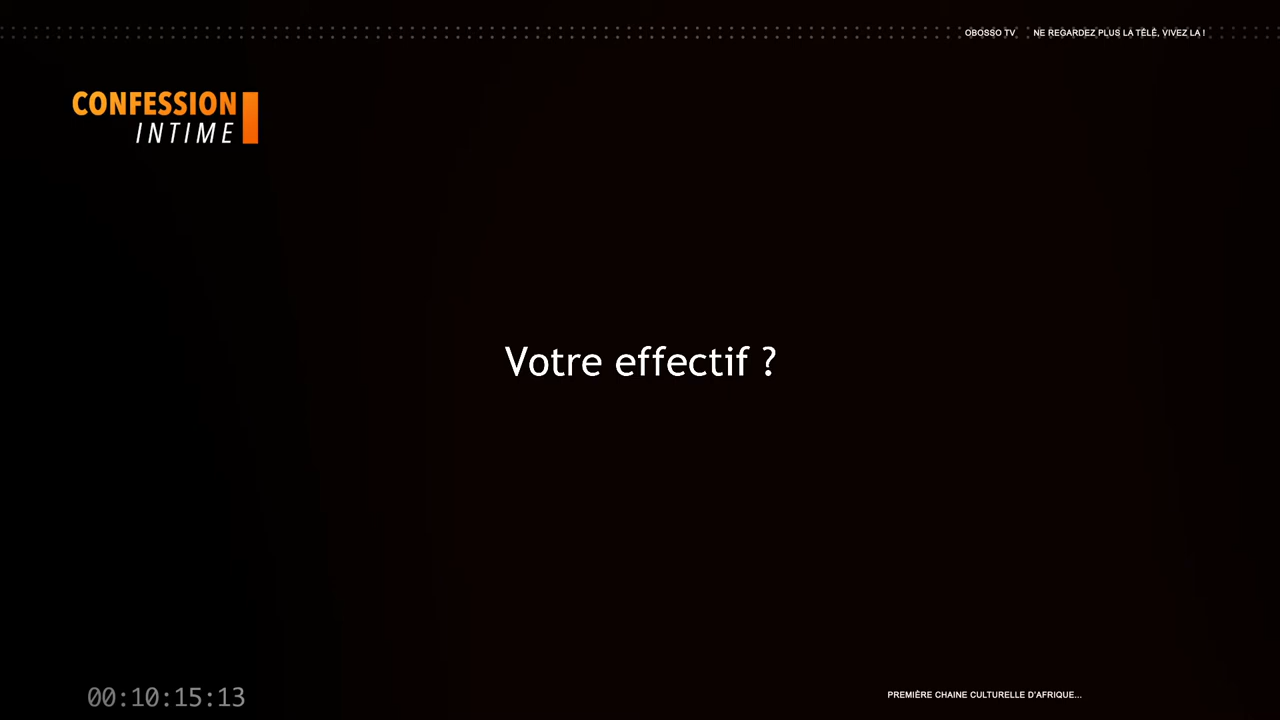 OBOSSO TV NE REGARDEZ PLUS LA TÉLÉ, VIVEZ LA !
CONFESSION
INTIME
Votre effectif ?
00:10:15:13
PREMIÈRE CHAINE CULTURELLE D'AFRIQUE...